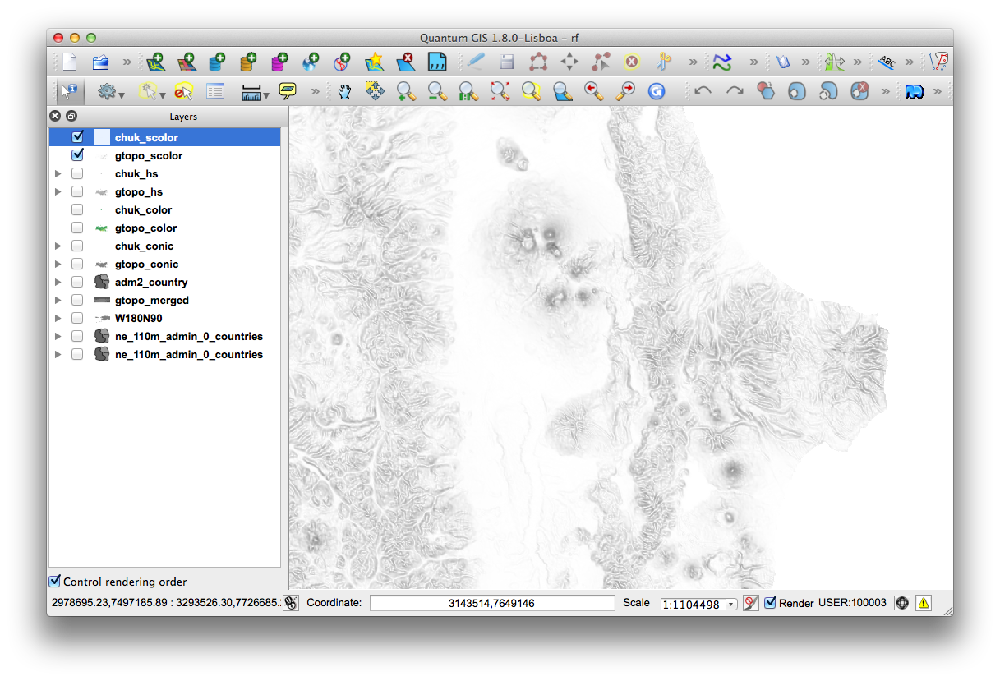 Quantum GIS 1.8.0-Lisboa - rf
ABC
Layers
chuk_scolor
gtopo_scolor
chuk_hs
gtopo_hs
chuk_color
gtopo_color
chuk_conic
gtopo_conic
adm2_country
gtopo_merged
W180N90
ne_110m_admin_0_countries
ne_110m_admin_0_countries
Control rendering order
2978695.23,7497185.89 : 3293526.30,7726685.
Coordinate:
3143514,7649146
Scale
1:1104498
Render
USER:100003